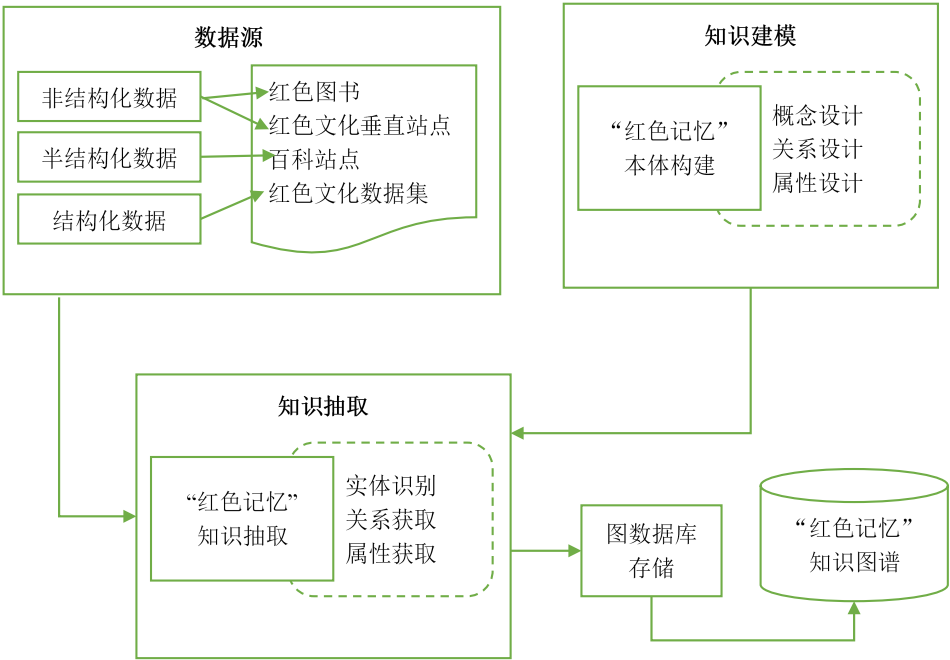 数据源
非结构化数据
半结构化数据
结构化数据
红色图书
红色文化垂直站点
百科站点
红色文化数据集
知识建模
“红色记忆”
本体构建
概念设计
关系设计
属性设计
知识抽取
“红色记忆”
知识抽取
实体识别
关系获取
属性获取
图数据库
存储
“红色记忆”
知识图谱